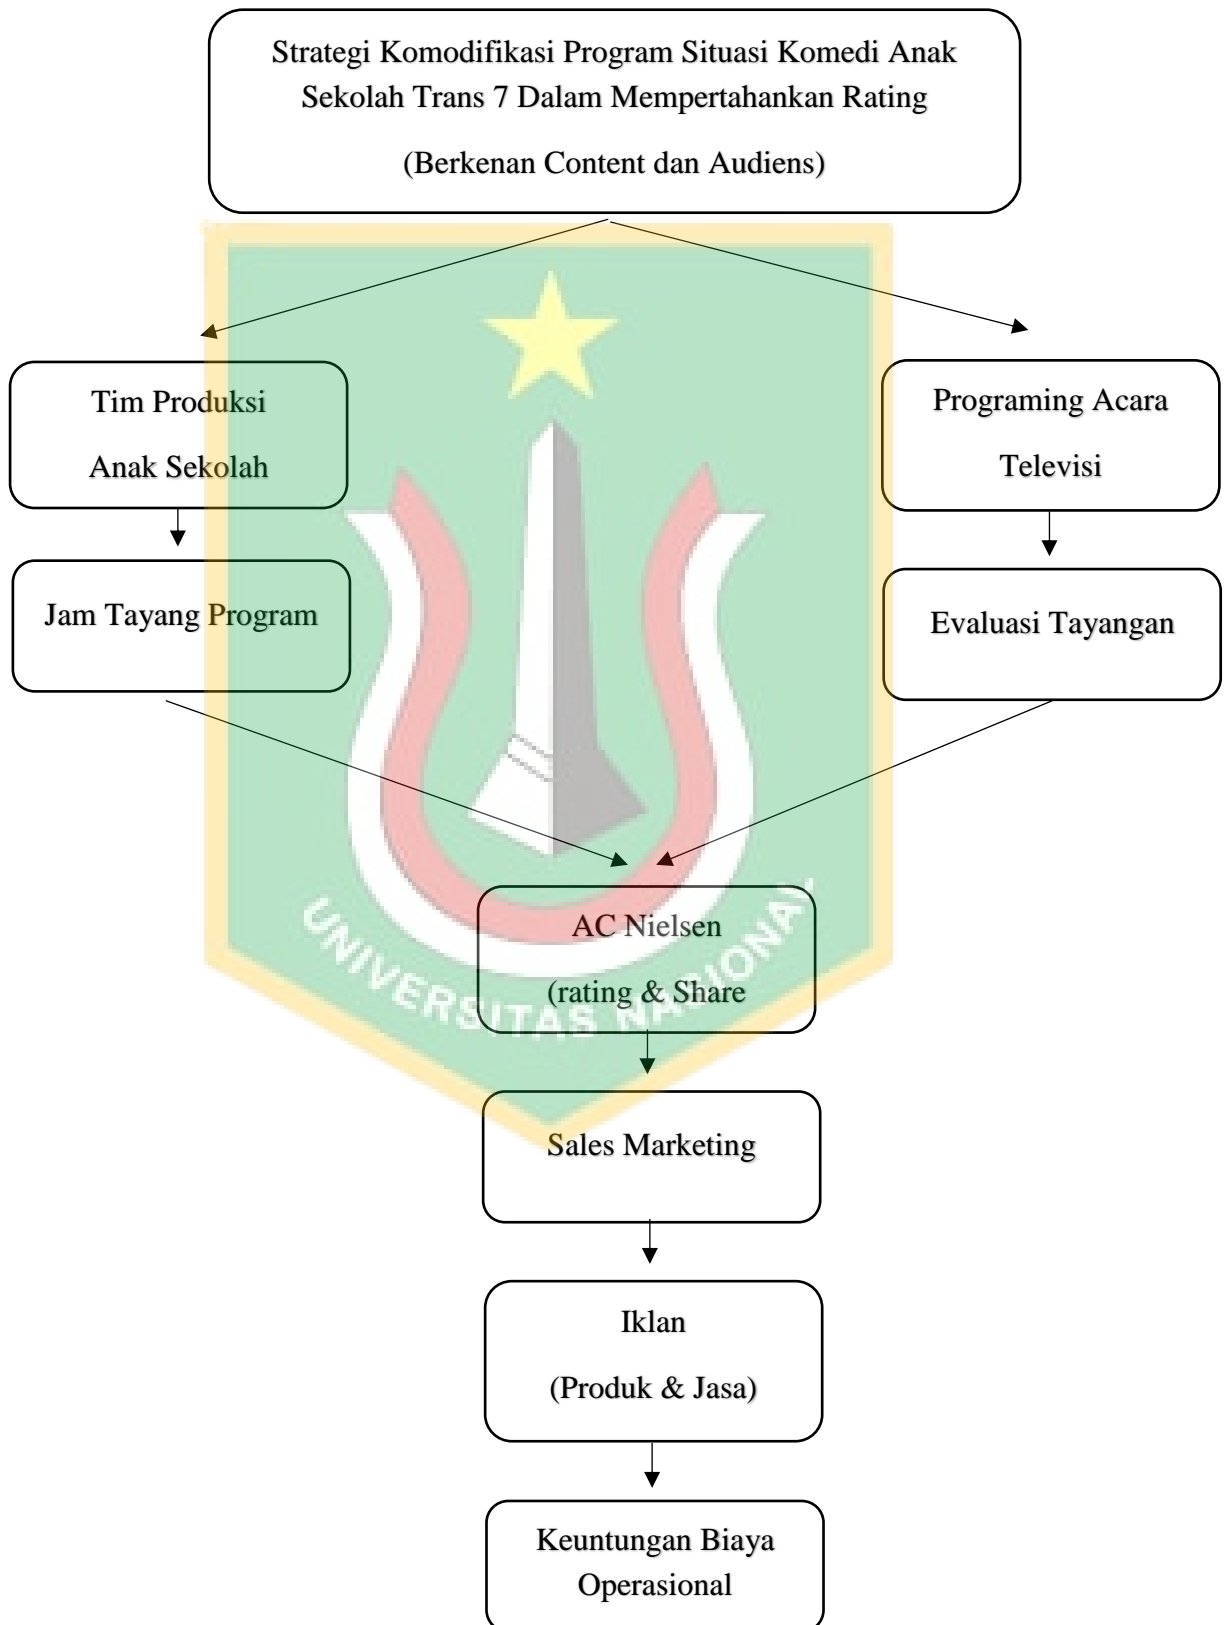 Strategi Komodifikasi Program Situasi Komedi Anak
Sekolah Trans 7 Dalam Mempertahankan Rating
(Berkenan Content dan Audiens)
Tim Produksi
Anak Sekolah
Programing Acara
Televisi
Jam Tayang Program
Evaluasi Tayangan
AC Nielsen
(rating & Share
UNIVERSITAS NASIONAL
Sales Marketing
Iklan
(Produk & Jasa)
Keuntungan Biaya
Operasional